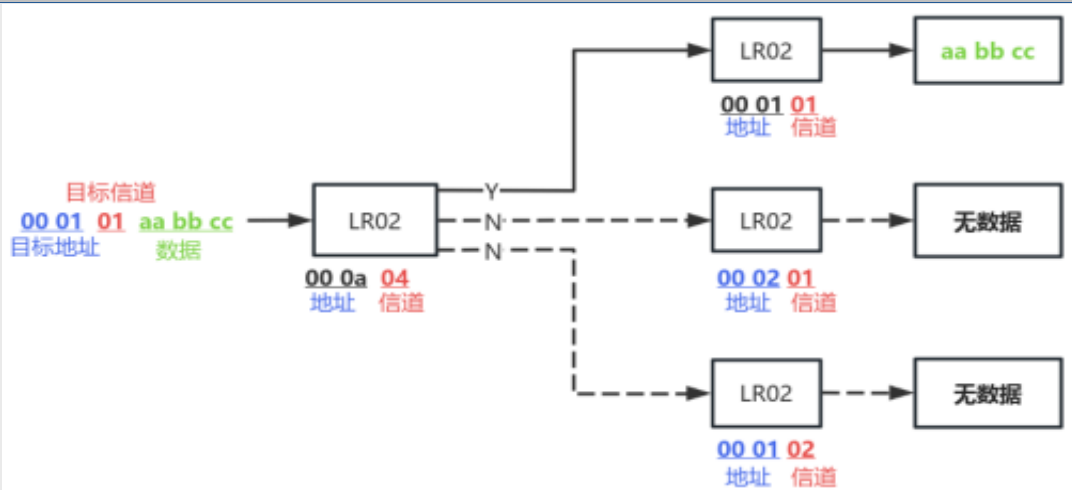 LR02
aa bb cc
00 01 01
地址 信道
目标信道
00 01 01 aa bb cc
目标地址 数据
LR02
00 0a 04
地址 信道
Y
N
N
LR02
无数据
00 02 01
地址 信道
LR02
无数据
00 01 02
地址 信道